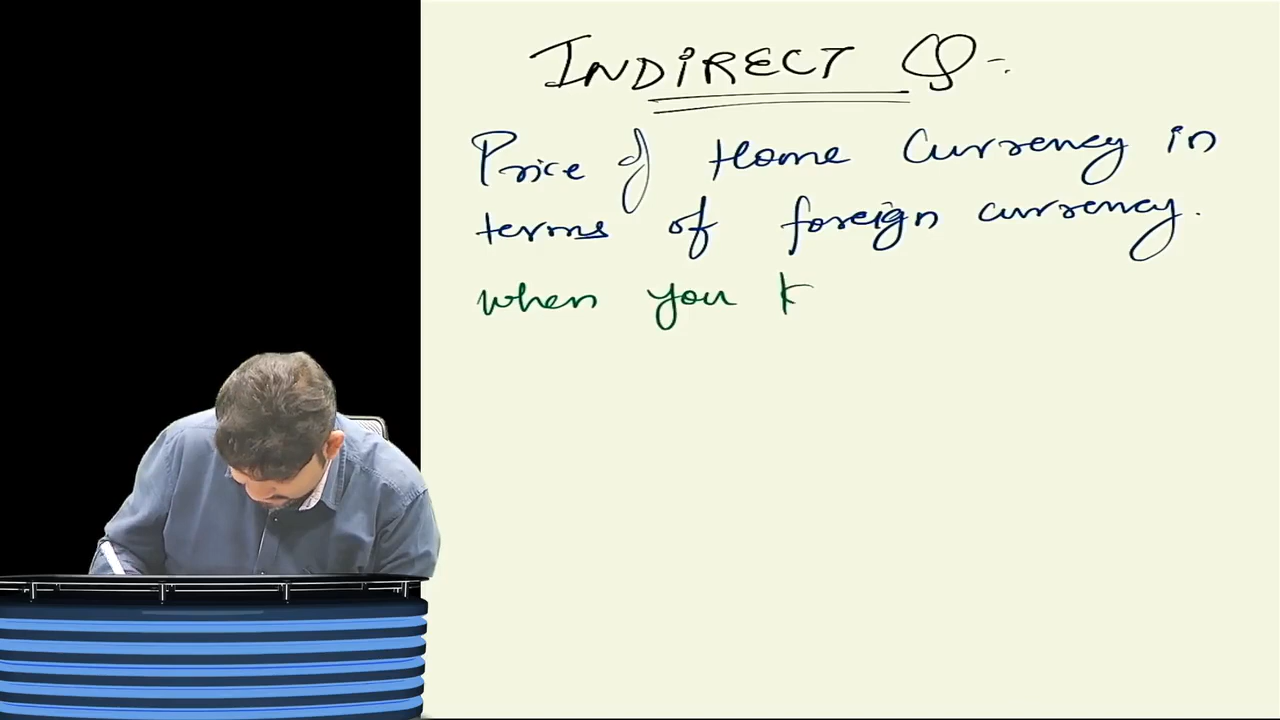 INDIRECT Q:-
Price of Home Currency in
terms of foreign currency.
when you k